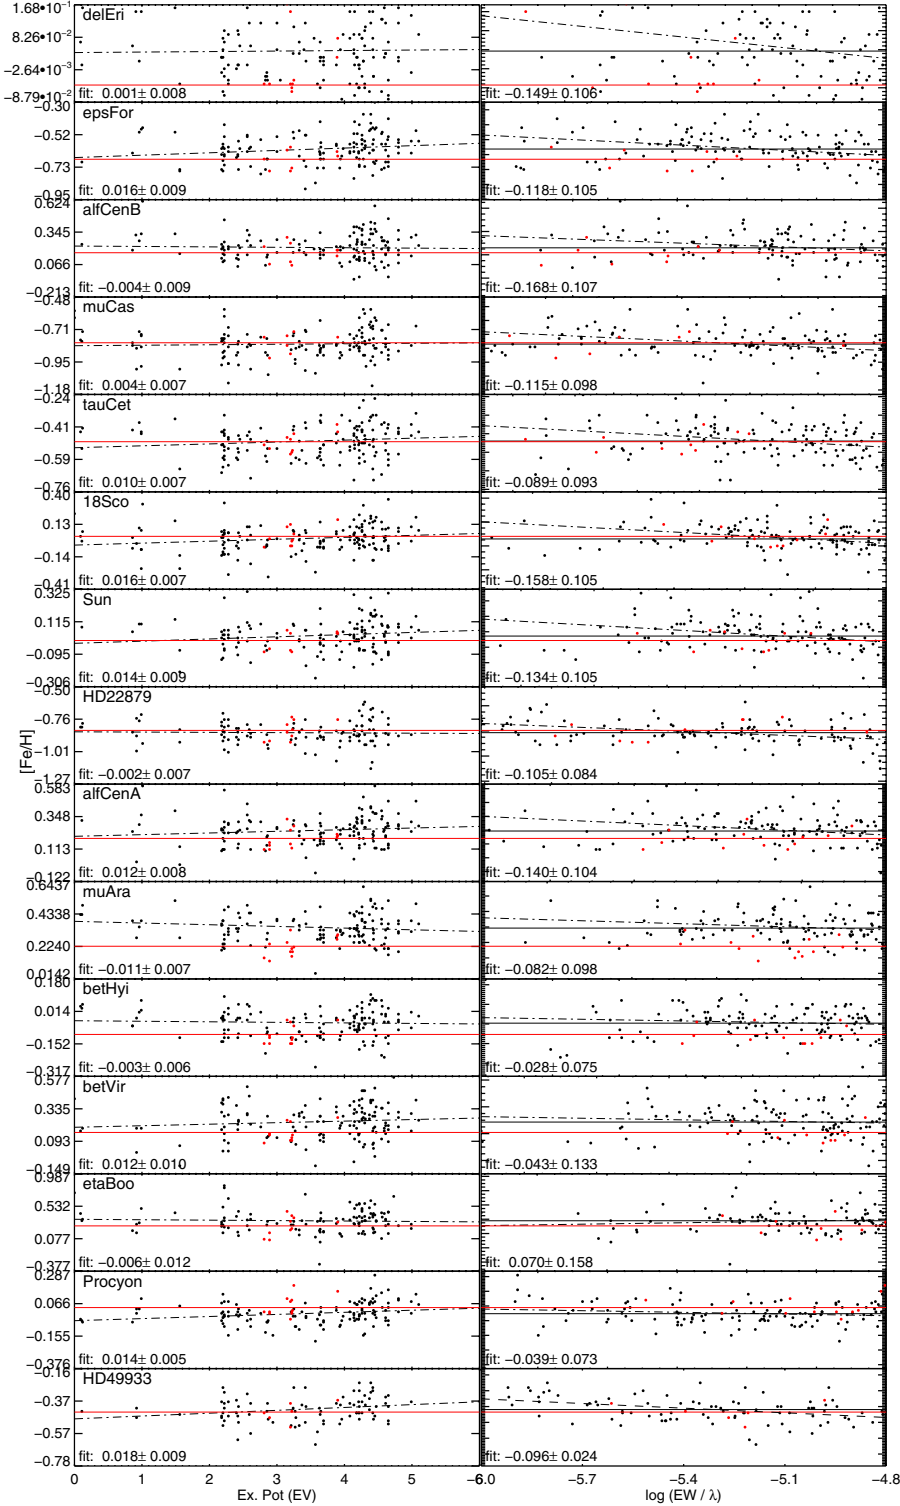 1.68•10⁻¹
8.26•10⁻²
−2.64•10⁻³
−8.79•10⁻²
delEri
fit: 0.001± 0.008
−0.149± 0.106
−0.30
−0.52
−0.73
−0.95
epsFor
fit: 0.016± 0.009
fit: −0.118± 0.105
0.624
0.345
0.066
−0.213
alfCenB
fit: −0.004± 0.009
fit: −0.168± 0.107
−0.48
−0.71
−0.95
−1.18
muCas
fit: 0.004± 0.007
fit: −0.115± 0.098
−0.24
−0.41
−0.59
−0.76
tauCet
fit: 0.010± 0.007
fit: −0.089± 0.093
0.40
0.13
−0.14
−0.41
18Sco
fit: 0.016± 0.007
fit: −0.158± 0.105
0.325
0.115
−0.095
−0.306
Sun
fit: 0.014± 0.009
fit: −0.134± 0.105
−0.50
−0.76
−1.01
−1.27
HD22879
fit: −0.002± 0.007
fit: −0.105± 0.084
[Fe/H]
0.583
0.348
0.113
−0.122
alfCenA
fit: 0.012± 0.008
fit: −0.140± 0.104
0.6437
0.4338
0.2240
0.0142
muAra
fit: −0.011± 0.007
fit: −0.082± 0.098
0.180
0.014
−0.152
−0.317
betHyi
fit: −0.003± 0.006
fit: −0.028± 0.075
0.577
0.335
0.093
−0.149
betVir
fit: 0.012± 0.010
fit: −0.043± 0.133
0.987
0.532
0.077
−0.377
etaBoo
fit: −0.006± 0.012
fit: 0.070± 0.158
0.287
0.066
−0.155
−0.376
Procyon
fit: 0.014± 0.005
fit: −0.039± 0.073
−0.16
−0.37
−0.57
−0.78
HD49933
fit: 0.018± 0.009
fit: −0.096± 0.024
0 1 2 3 4 5
−6.0 −5.7 −5.4 −5.1 −4.8
Ex. Pot (EV)
log (EW / λ)